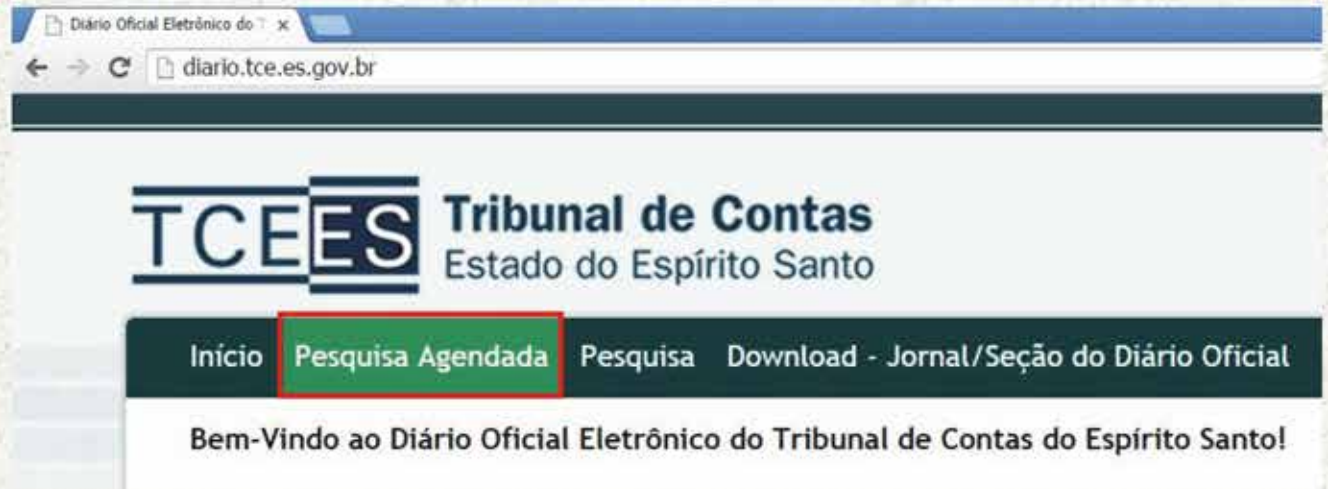 Diário Oficial Eletrônico do T
diario.tce.es.gov.br
TCEES
Tribunal de Contas
Estado do Espírito Santo
Início Pesquisa Agendada Pesquisa Download - Jornal/Seção do Diário Oficial
Bem-Vindo ao Diário Oficial Eletrônico do Tribunal de Contas do Espírito Santo!